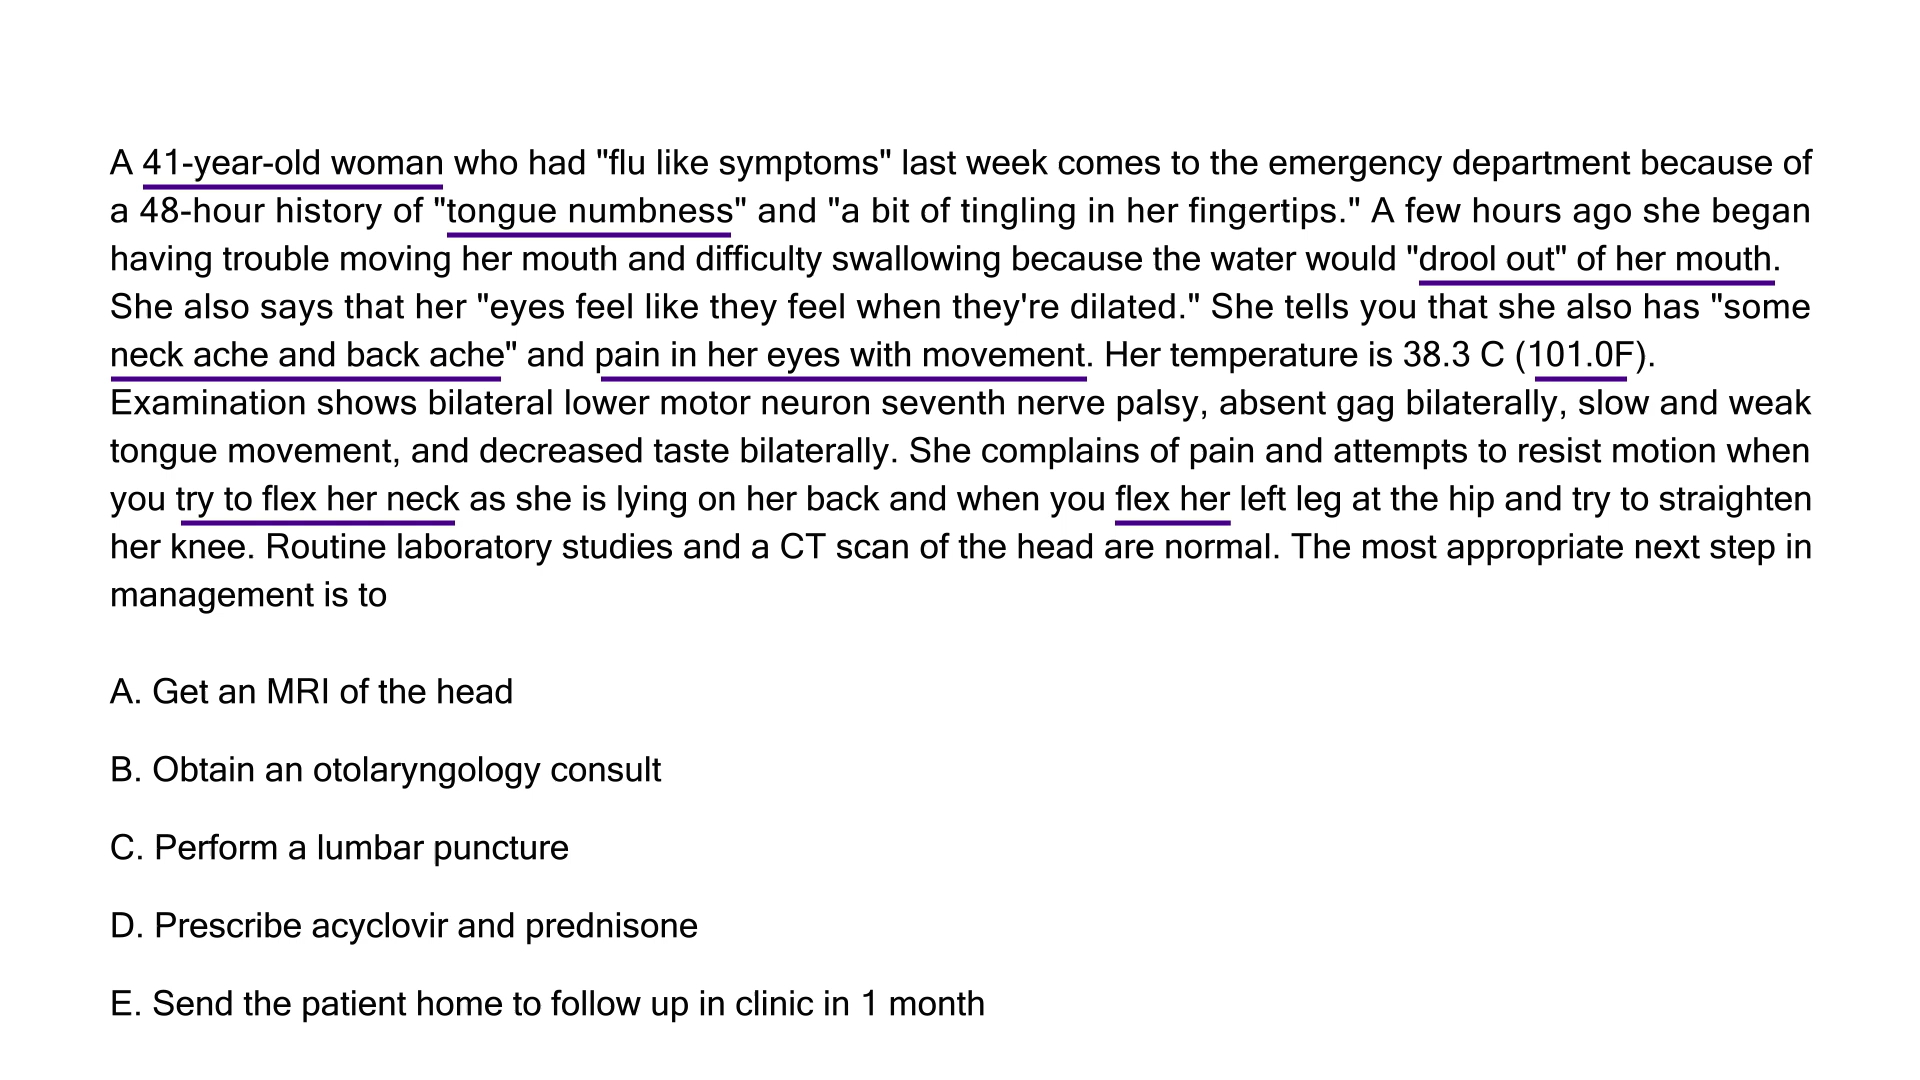 A 41-year-old woman who had "flu like symptoms" last week comes to the emergency department because of
a 48-hour history of "tongue numbness" and "a bit of tingling in her fingertips." A few hours ago she began
having trouble moving her mouth and difficulty swallowing because the water would "drool out" of her mouth.
She also says that her "eyes feel like they feel when they're dilated." She tells you that she also has "some
neck ache and back ache" and pain in her eyes with movement. Her temperature is 38.3 C (101.0F).
Examination shows bilateral lower motor neuron seventh nerve palsy, absent gag bilaterally, slow and weak
tongue movement, and decreased taste bilaterally. She complains of pain and attempts to resist motion when
you try to flex her neck as she is lying on her back and when you flex her left leg at the hip and try to straighten
her knee. Routine laboratory studies and a CT scan of the head are normal. The most appropriate next step in
management is to
A. Get an MRI of the head
B. Obtain an otolaryngology consult
C. Perform a lumbar puncture
D. Prescribe acyclovir and prednisone
E. Send the patient home to follow up in clinic in 1 month